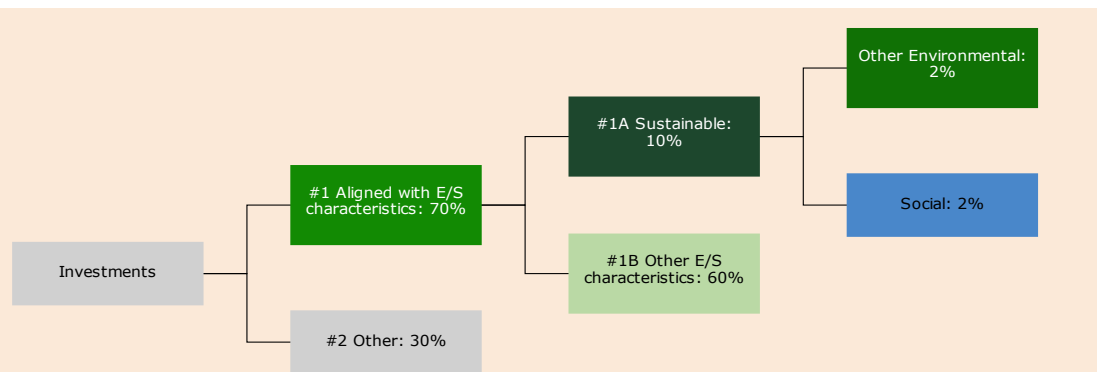 Other Environmental:
2%
#1A Sustainable:
10%
#1 Aligned with E/S
characteristics: 70%
Social: 2%
Investments
#1B Other E/S
characteristics: 60%
#2 Other: 30%